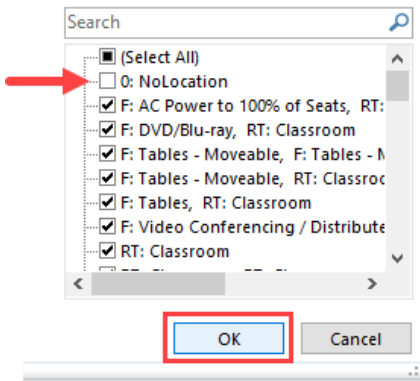 Search
(Select All)
0: NoLocation
F: AC Power to 100% of Seats, RT:
F: DVD/Blu-ray, RT: Classroom
F: Tables - Moveable, F: Tables -
F: Tables - Moveable, RT: Classroo
F: Tables, RT: Classroom
F: Video Conferencing / Distribute
RT: Classroom
OK
Cancel